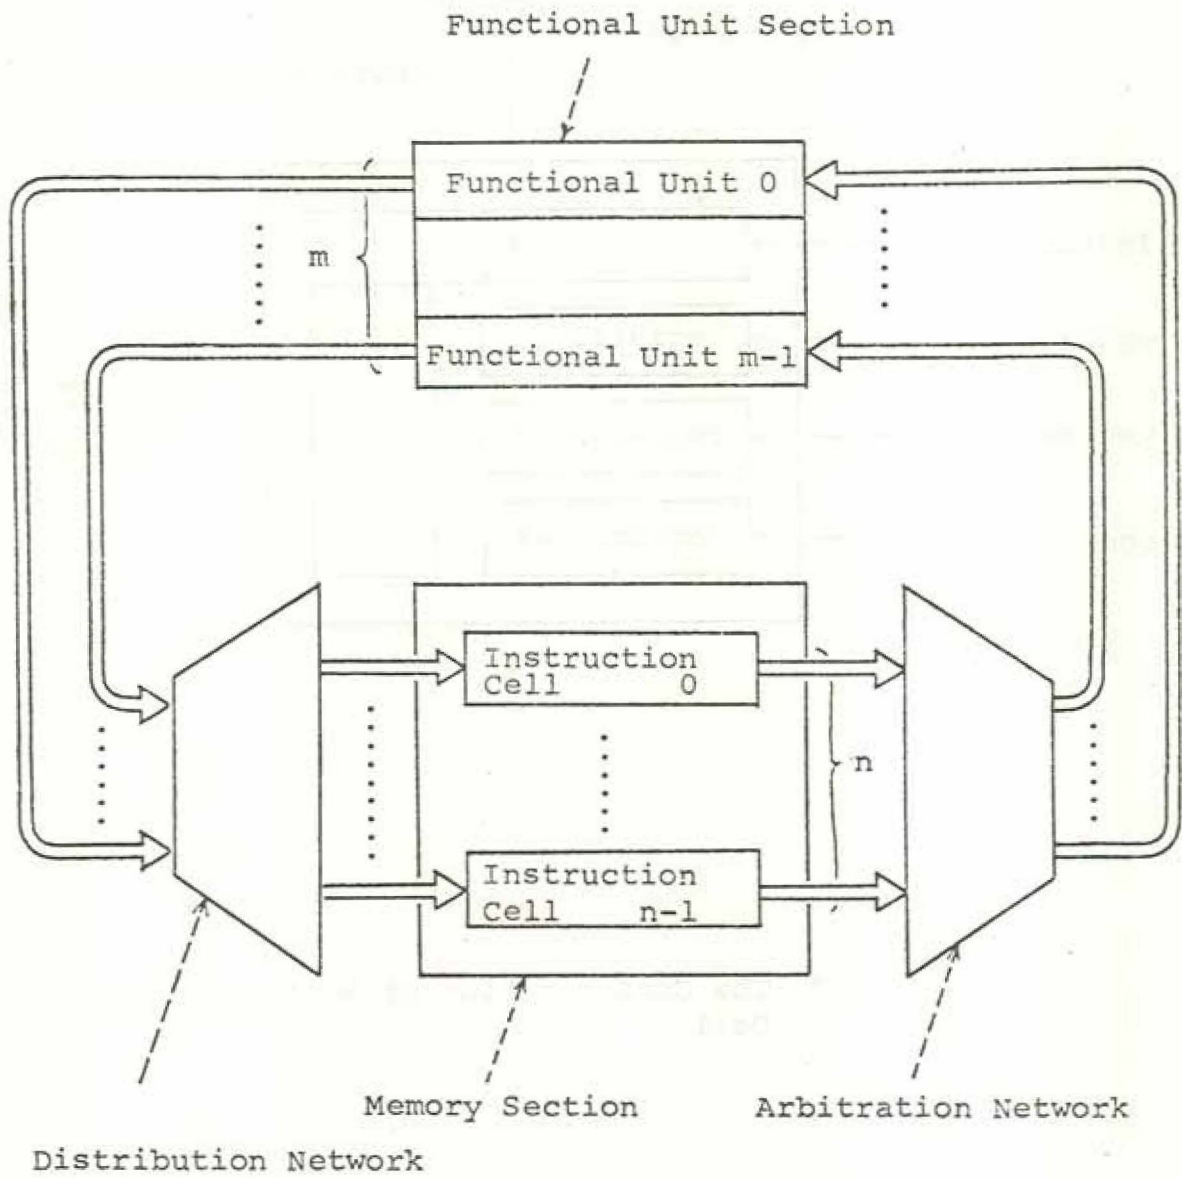 Functional Unit Section
Functional Unit 0
m
Functional Unit m-1
Instruction
Cell 0
n
Instruction
Cell n-1
Memory Section
Arbitration Network
Distribution Network